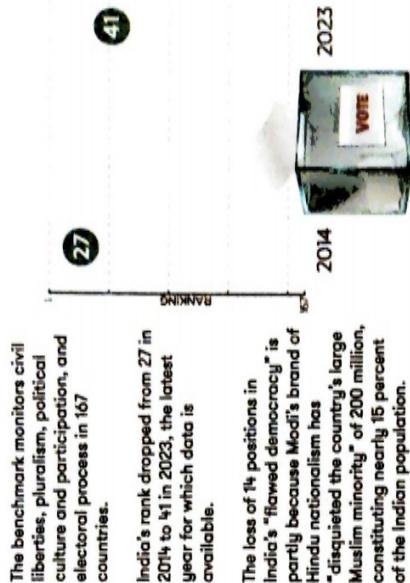 The benchmark monitors civil
liberties, pluralism, political
culture and participation, and
electoral process in 167
countries.
India's rank dropped from 27 in
2014 to 41 in 2023, the latest
year for which data is
available.
The loss of 14 positions in
India's "flawed democracy" is
partly because Modi's brand of
Hindu nationalism has
disquieted the country's large
Muslim minority" of 200 million,
constituting nearly 15 percent
of the Indian population.
1
RANKING
167
27
41
2014
2023
VOTE